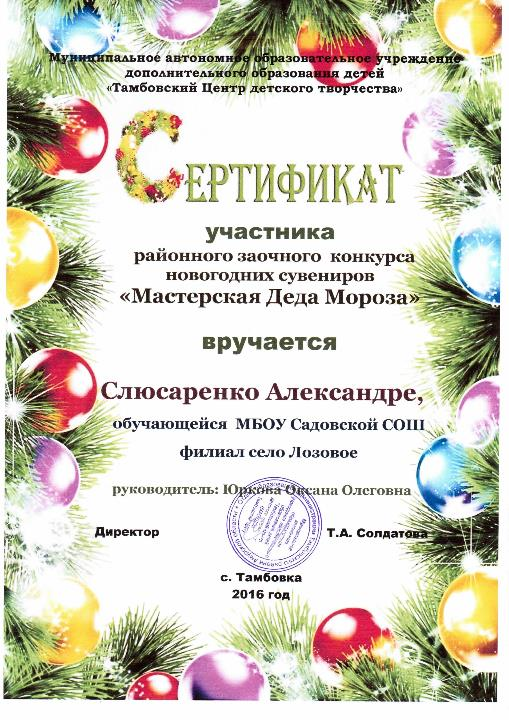 Муниципальное автономное образовательное учреждение
дополнительного образования детей
«Тамбовский Центр детского творчества»
СЕРТИФИКАТ
участника
районного заочного конкурса
новогодних сувениров
«Мастерская Деда Мороза»
вручается
Слюсаренко Александре,
обучающейся МБОУ Садовской СОШ
филиал село Лозовое
руководитель: Юркова Оксана Олеговна
Директор Т.А. Солдатова
с. Тамбовка
2016 год